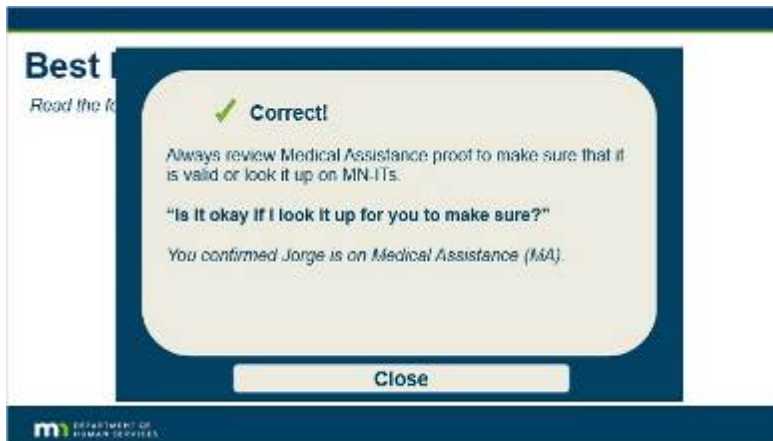 Best
Read the fo
Correct!
Always review Medical Assistance proof to make sure that it
is valid or look it up on MN-ITs.
“Is it okay if I look it up for you to make sure?”
You confirmed Jorge is on Medical Assistance (MA).
Close
mn DEPARTMENT OF
HUMAN SERVICES